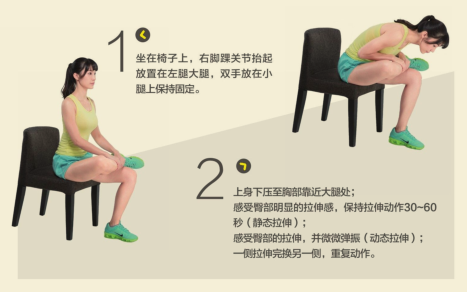 1
坐在椅子上，右脚踝关节抬起
放置在左腿大腿，双手放在小
腿上保持固定。
2
上身下压至胸部靠近大腿处；
感受臀部明显的拉伸感，保持拉伸动作30~60
秒（静态拉伸）；
感受臀部的拉伸，并微微弹振（动态拉伸）；
一侧拉伸完换另一侧，重复动作。